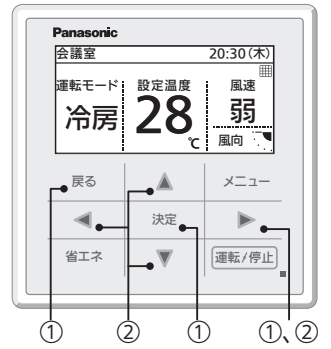 Panasonic
会議室 20:30(木)
運転モード 設定温度 風速
冷房 28℃ 弱
風向
戻る メニュー
決定
省エネ 運転/停止
① ② ① ①、②